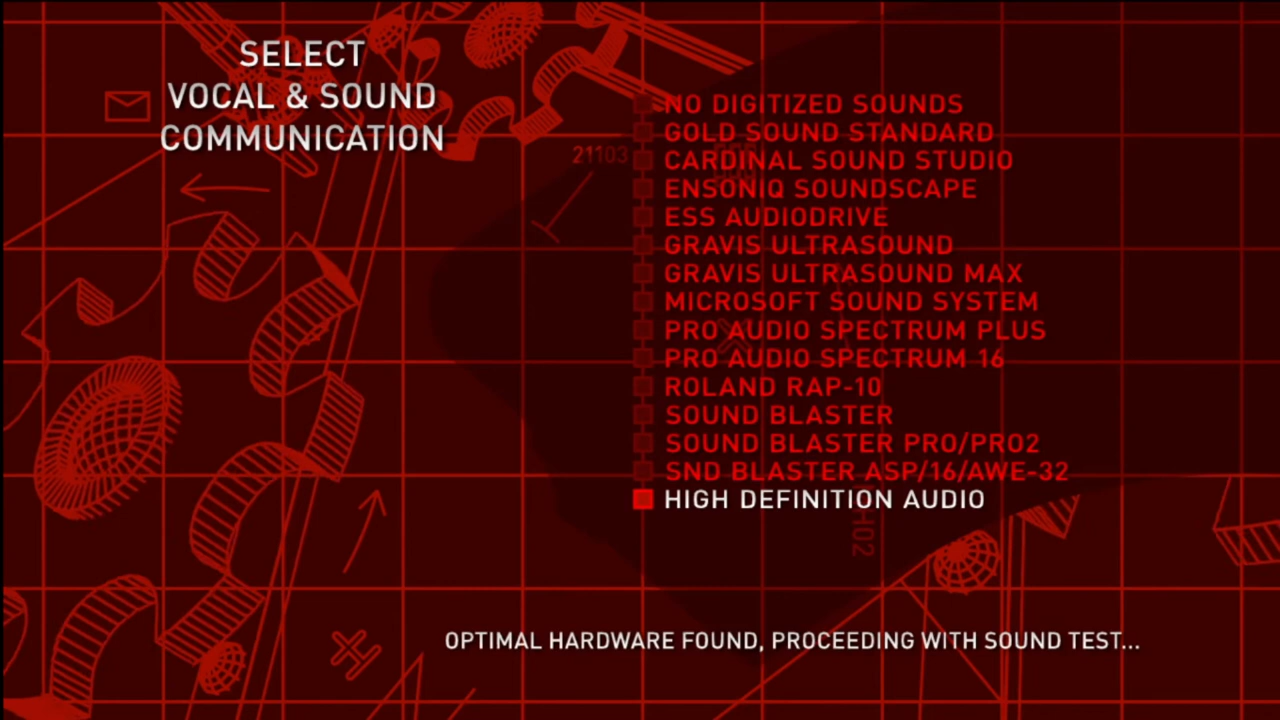 SELECT
VOCAL & SOUND
COMMUNICATION
21103
NO DIGITIZED SOUNDS
GOLD SOUND STANDARD
CARDINAL SOUND STUDIO
ENSONIQ SOUNDSCAPE
ESS AUDIODRIVE
GRAVIS ULTRASOUND
GRAVIS ULTRASOUND MAX
MICROSOFT SOUND SYSTEM
PRO AUDIO SPECTRUM PLUS
PRO AUDIO SPECTRUM 16
ROLAND RAP-10
SOUND BLASTER
SOUND BLASTER PRO/PRO2
SND BLASTER ASP/16/AWE-32
HIGH DEFINITION AUDIO
OPTIMAL HARDWARE FOUND, PROCEEDING WITH SOUND TEST...